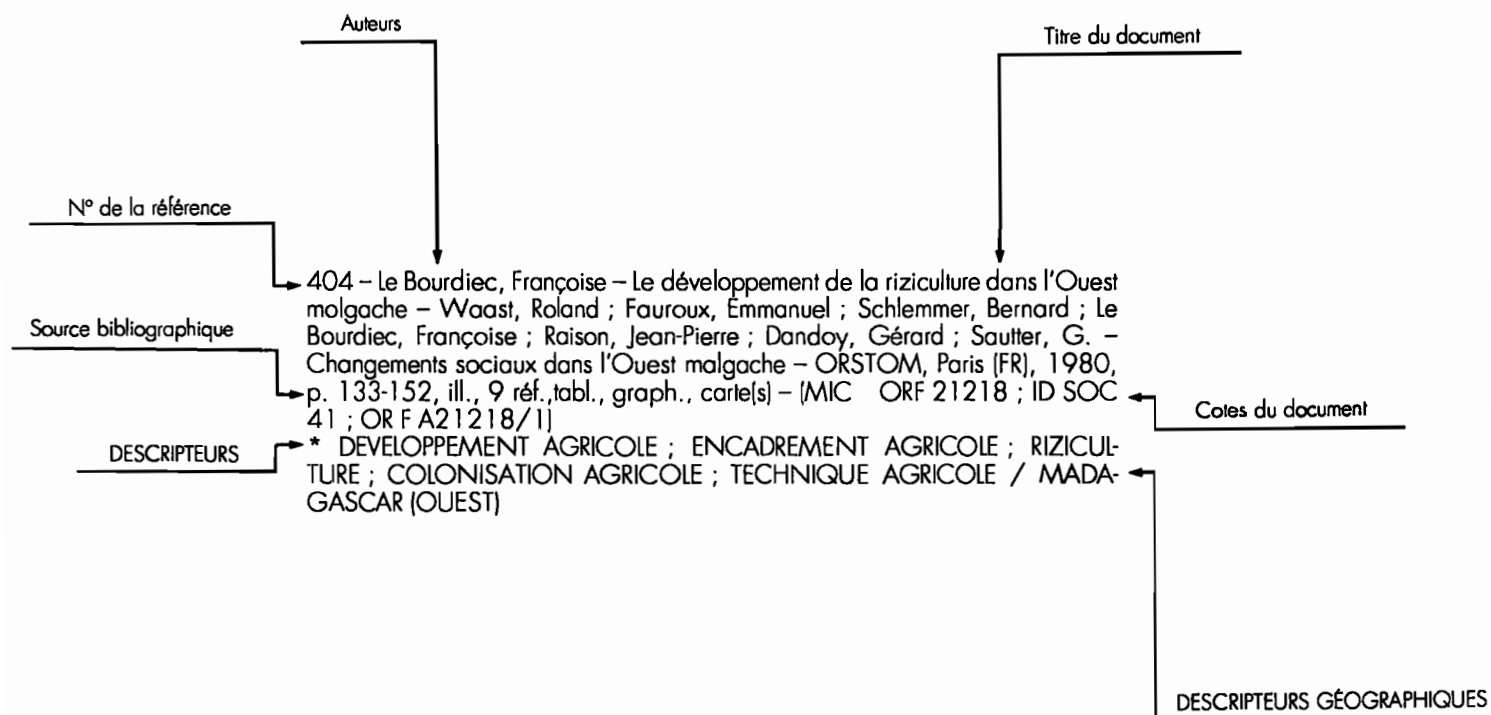 Auteurs
Titre du document
N° de la référence
404 – Le Bourdiec, Françoise – Le développement de la riziculture dans l'Ouest
molgache – Waast, Roland ; Fauroux, Emmanuel ; Schlemmer, Bernard ; Le
Bourdiec, Françoise ; Raison, Jean-Pierre ; Dandoy, Gérard ; Sautter, G. –
Source bibliographique
Changements sociaux dans l'Ouest malgache – ORSTOM, Paris (FR), 1980,
p. 133-152, ill., 9 réf.,tabl., graph., carte(s) – (MIC ORF 21218 ; ID SOC
41 ; OR F A21218/1)
Cotes du document
DESCRIPTEURS
* DEVELOPPEMENT AGRICOLE ; ENCADREMENT AGRICOLE ; RIZICUL-
TURE ; COLONISATION AGRICOLE ; TECHNIQUE AGRICOLE / MADA-
GASCAR (OUEST)
DESCRIPTEURS GÉOGRAPHIQUES